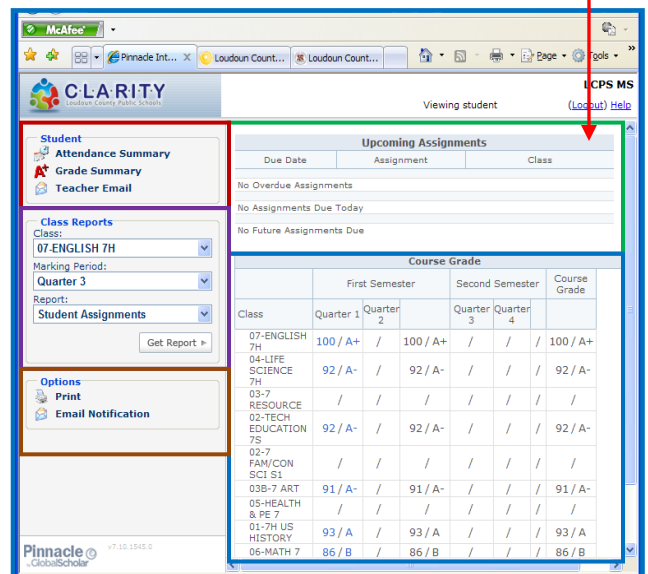 McAfee
Pinnacle Int... X Loudoun Count... Loudoun Count... Page Tools »
CLARITY
Loudoun County Public Schools
LCPS MS
Viewing student (Logout) Help
Student
Attendance Summary
Grade Summary
Teacher Email
Class Reports
Class:
07-ENGLISH 7H
Marking Period:
Quarter 3
Report:
Student Assignments
Get Report
Options
Print
Email Notification
Pinnacle v7.10.1545.0
GlobalScholar
Upcoming Assignments
Due Date Assignment Class
No Overdue Assignments
No Assignments Due Today
No Future Assignments Due
Course Grade
First Semester Second Semester Course Grade
Class Quarter 1 Quarter 2 Quarter 3 Quarter 4
07-ENGLISH 7H 100 / A+ / 100 / A+ / / / 100 / A+
04-LIFE SCIENCE 7H 92 / A- / 92 / A- / / / 92 / A-
03-7 RESOURCE / / / / / / /
02-TECH EDUCATION 7S 92 / A- / 92 / A- / / / 92 / A-
02-7 FAM/CON SCI S1 / / / / / / /
03B-7 ART 91 / A- / 91 / A- / / / 91 / A-
05-HEALTH & PE 7 / / / / / / /
01-7H US HISTORY 93 / A / 93 / A / / / 93 / A
06-MATH 7 86 / B / 86 / B / / / 86 / B